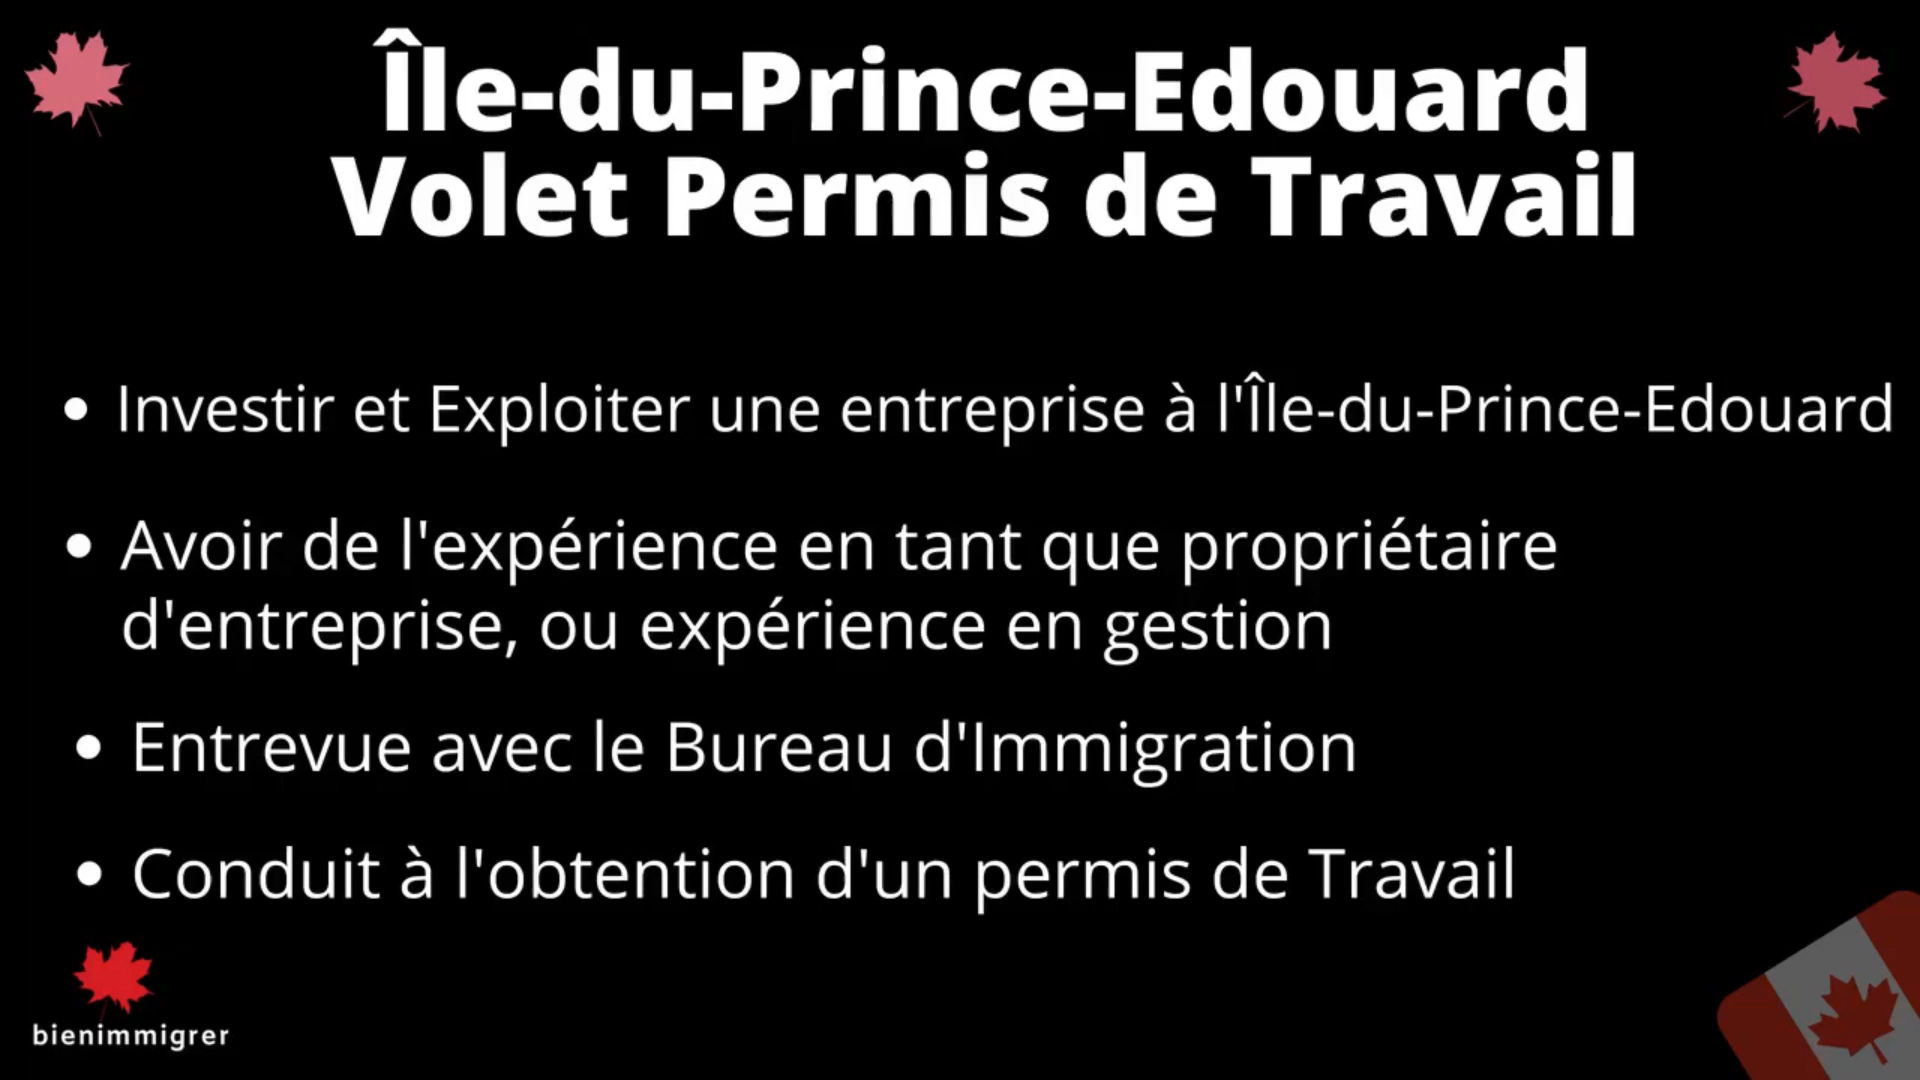 Île-du-Prince-Edouard
Volet Permis de Travail
• Investir et Exploiter une entreprise à l'Île-du-Prince-Edouard
• Avoir de l'expérience en tant que propriétaire
d'entreprise, ou expérience en gestion
• Entrevue avec le Bureau d'Immigration
• Conduit à l'obtention d'un permis de Travail
bienimmigrer